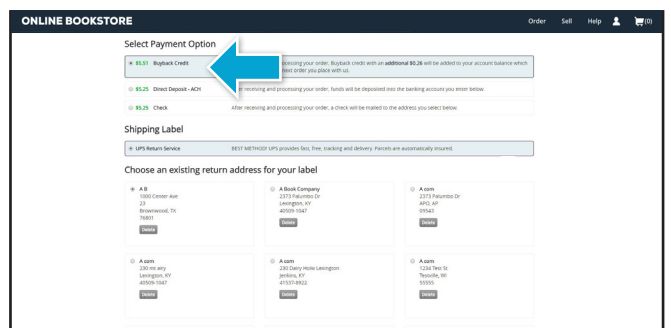 ONLINE BOOKSTORE
Order Sell Help (0)
Select Payment Option
$5.51 Buyback Credit
ocessing your order, Buyback credit with an additional $0.26 will be added to your account balance which
next order you place with us.
$5.25 Direct Deposit - ACH
After receiving and processing your order, funds will be deposited into the banking account you enter below.
$5.25 Check
After receiving and processing your order, a check will be mailed to the address you select below.
Shipping Label
UPS Return Service
BEST METHOD! UPS provides fast, free, tracking and delivery. Parcels are automatically insured.
Choose an existing return address for your label
A B
1000 Center Ave
23
Brownwood, TX
76801
Delete
A Book Company
2373 Palumbo Dr
Lexington, KY
40509-1047
Delete
A com
2373 Palumbo Dr
APO, AP
09543
Delete
A com
230 mt airy
Lexington, KY
40509-1047
Delete
A com
230 Dairy Hollo Lexington
Jenkins, KY
41537-8922
Delete
A com
1234 Test St
Testville, WI
55555
Delete